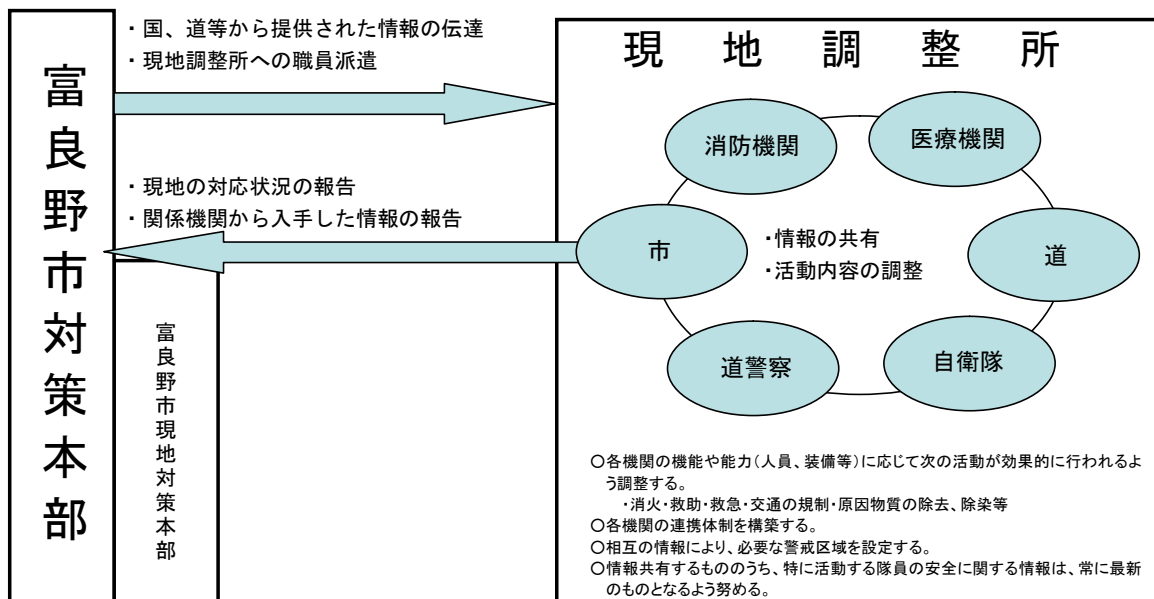 富良野市対策本部
・国、道等から提供された情報の伝達
・現地調整所への職員派遣
・現地の対応状況の報告
・関係機関から入手した情報の報告
富良野市現地対策本部
現地調整所
消防機関
医療機関
市
・情報の共有
・活動内容の調整
道
道警察
自衛隊
○各機関の機能や能力(人員、装備等)に応じて次の活動が効果的に行われるよ
う調整する。
・消火・救助・救急・交通の規制・原因物質の除去、除染等
○各機関の連携体制を構築する。
○相互の情報により、必要な警戒区域を設定する。
○情報共有するもののうち、特に活動する隊員の安全に関する情報は、常に最新
のものとなるよう努める。